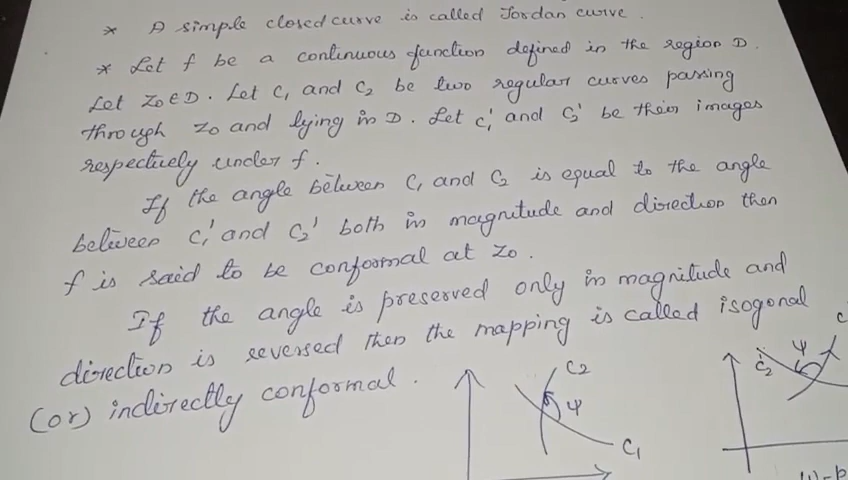 * A simple closed curve is called Jordan curve.
* Let f be a continuous function defined in the region D.
Let z₀∈D. Let C₁ and C₂ be two regular curves passing
through z₀ and lying in D. Let C₁' and C₂' be their images
respectively under f.
If the angle between C₁ and C₂ is equal to the angle
between C₁' and C₂' both in magnitude and direction then
f is said to be conformal at z₀.
If the angle is preserved only in magnitude and
direction is reversed then the mapping is called isogonal
(or) indirectly conformal.
C₂
ψ
C₁
C₂'
ψ